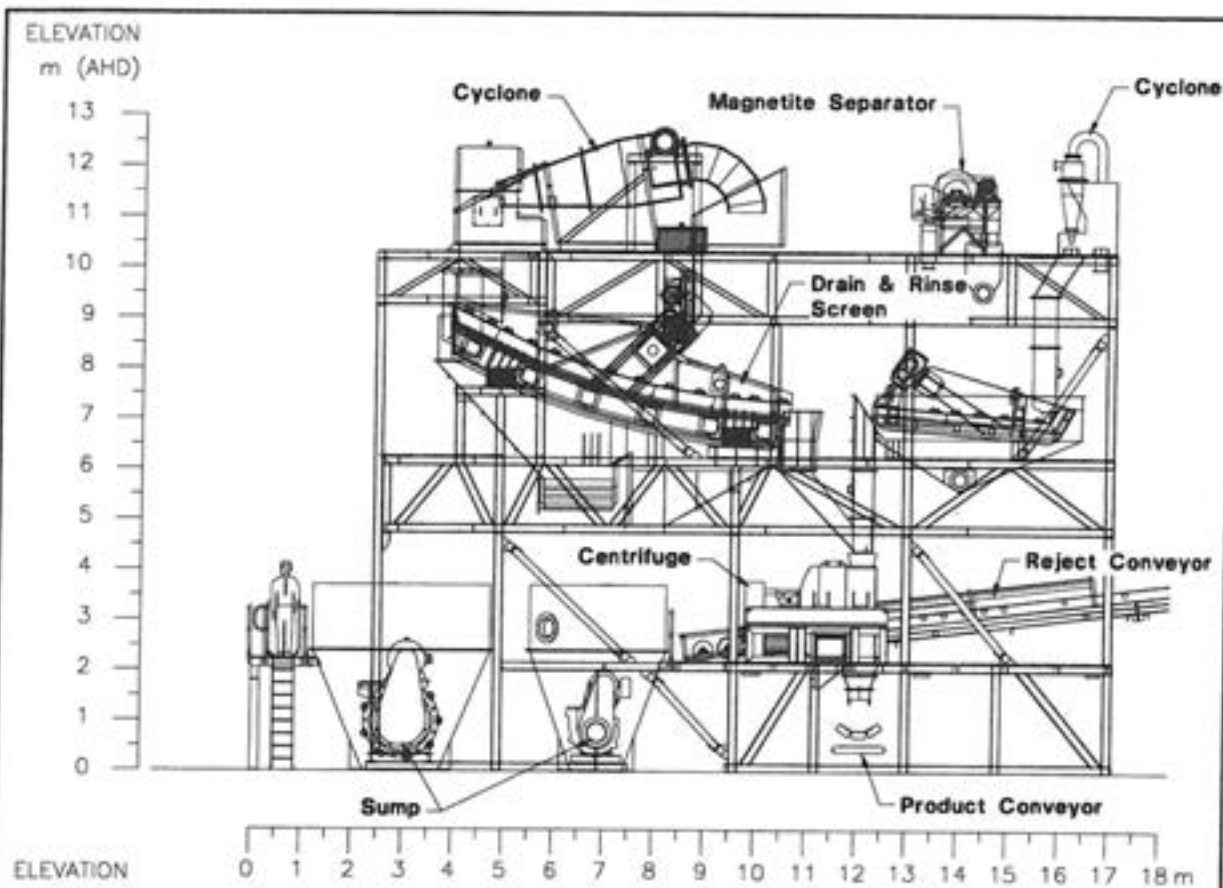 ELEVATION
m (AHD)
13
12
11
10
9
8
7
6
5
4
3
2
1
0
Cyclone
Magnetite Separator
Cyclone
Drain & Rinse
Screen
Centrifuge
Reject Conveyor
Sump
Product Conveyor
ELEVATION
0 1 2 3 4 5 6 7 8 9 10 11 12 13 14 15 16 17 18 m